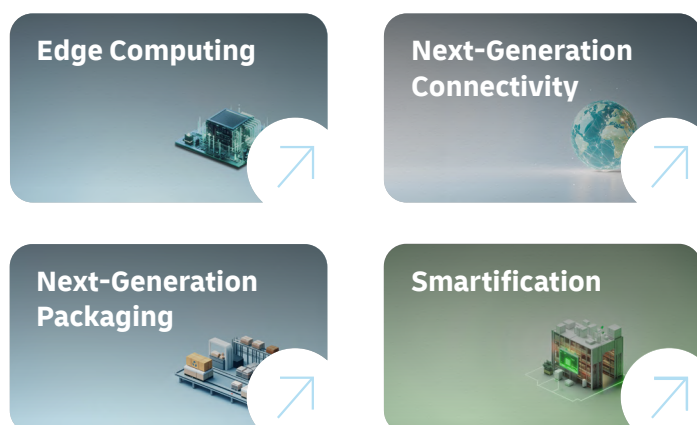 Edge Computing
Next-Generation
Connectivity
Next-Generation
Packaging
Smartification